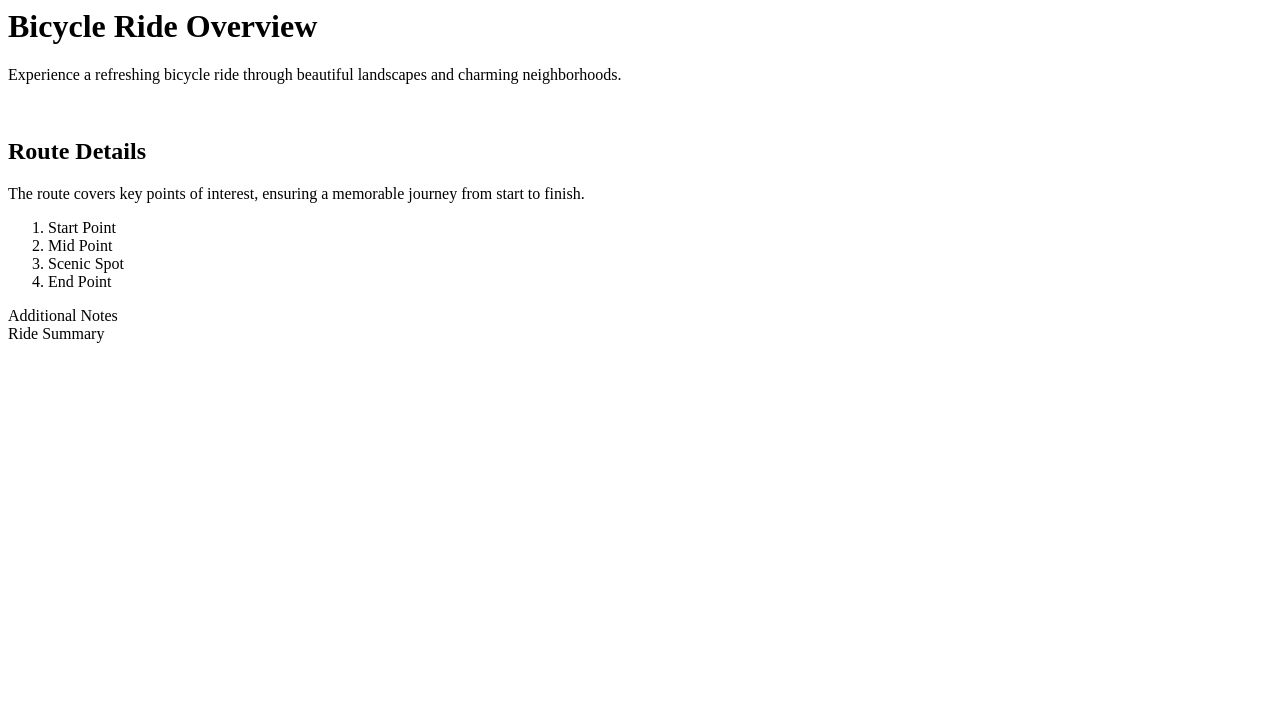 Bicycle Ride Overview
Experience a refreshing bicycle ride through beautiful landscapes and charming neighborhoods.
Route Details
The route covers key points of interest, ensuring a memorable journey from start to finish.
1. Start Point
2. Mid Point
3. Scenic Spot
4. End Point
Additional Notes
Ride Summary